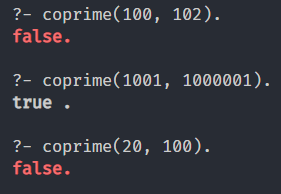 ?- coprime(100, 102).
false.
?- coprime(1001, 1000001).
true .
?- coprime(20, 100).
false.